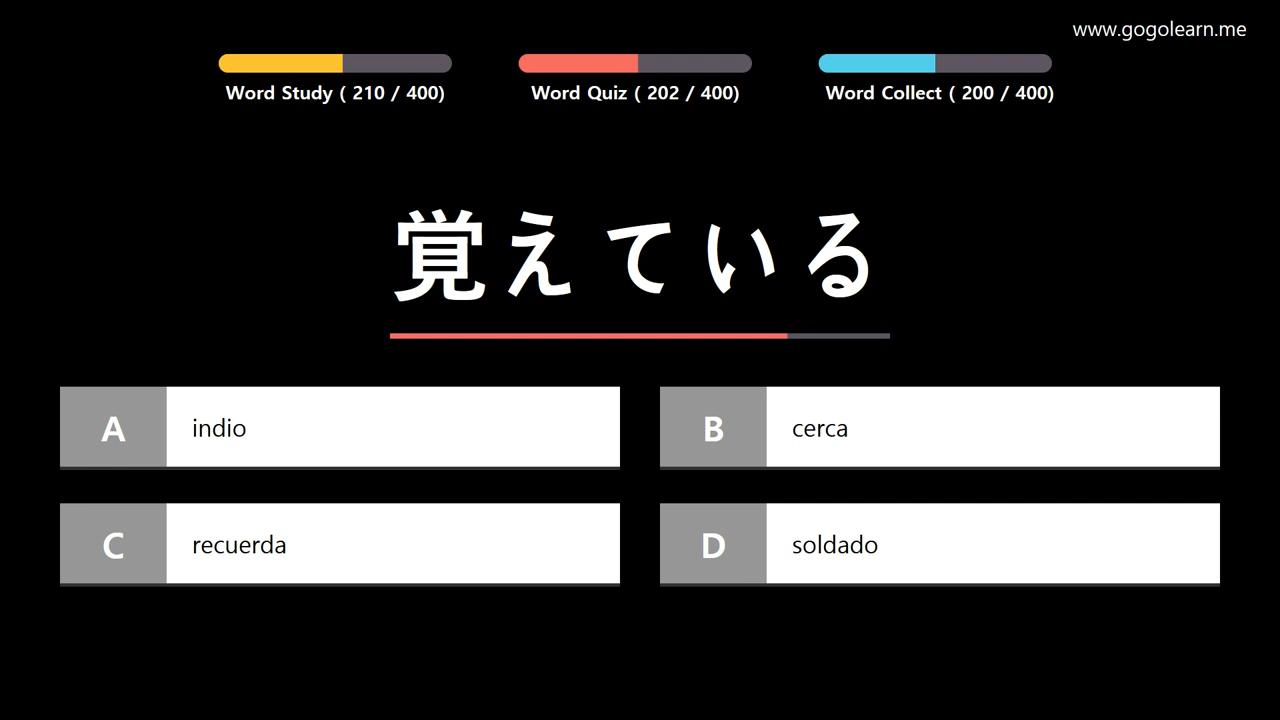 www.gogolearn.me
Word Study ( 210 / 400)
Word Quiz ( 202 / 400)
Word Collect ( 200 / 400)
覚えている
A indio
B cerca
C recuerda
D soldado